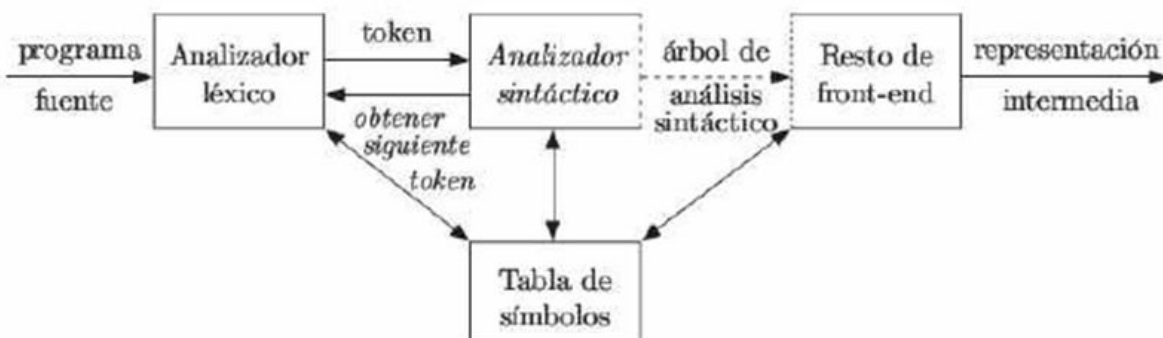 programa
fuente
Analizador
léxico
token
obtener
siguiente
token
Analizador
sintáctico
árbol de
análisis
sintáctico
Resto de
front-end
representación
intermedia
Tabla de
símbolos